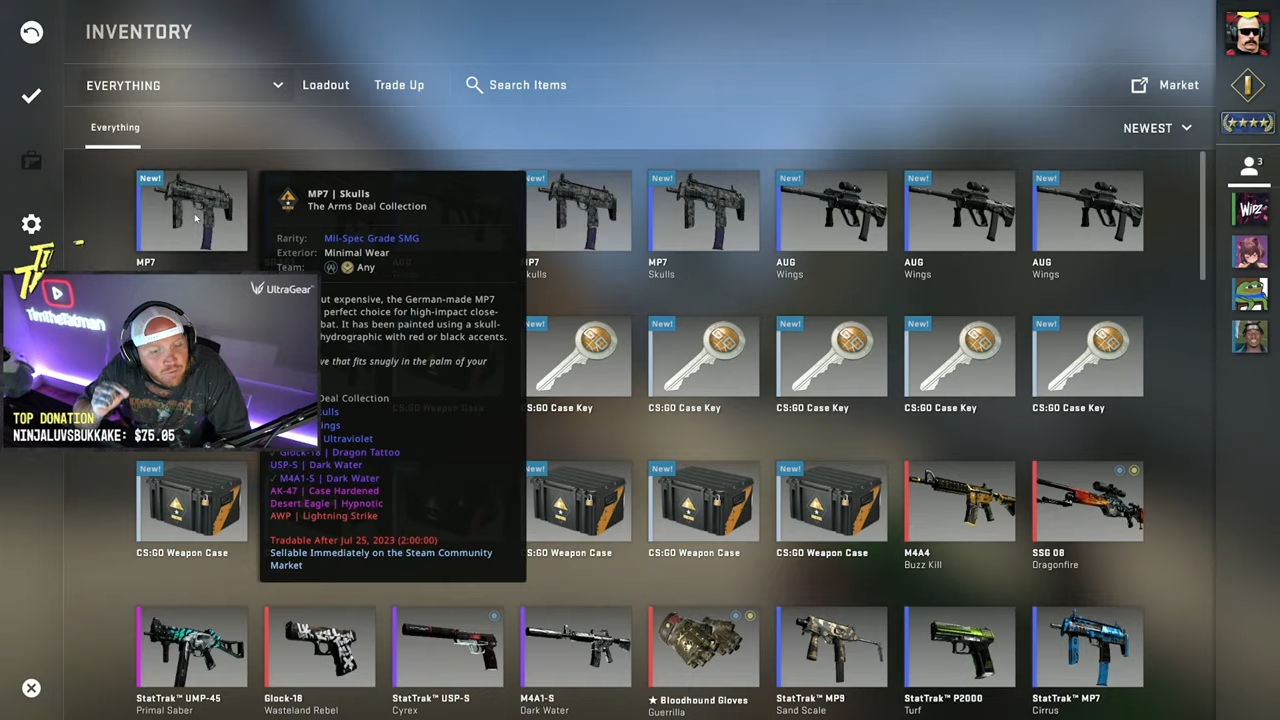 INVENTORY
EVERYTHING
Loadout
Trade Up
Search Items
Market
Everything
NEWEST
3
New!
MP7
MP7 | Skulls
The Arms Deal Collection
Rarity: Mil-Spec Grade SMG
Exterior: Minimal Wear
Team: Any
ut expensive, the German-made MP7
perfect choice for high-impact close-
bat. It has been painted using a skull-
hydrographic with red or black accents.
ve that fits snugly in the palm of your
Deal Collection
ulls
ings
Ultraviolet
✓ Glock-18 | Dragon Tattoo
USP-S | Dark Water
✓ M4A1-S | Dark Water
AK-47 | Case Hardened
Desert Eagle | Hypnotic
AWP | Lightning Strike
Tradable After Jul 25, 2023 (2:00:00)
Sellable Immediately on the Steam Community
Market
New!
MP7
Skulls
New!
MP7
Skulls
New!
AUG
Wings
New!
AUG
Wings
New!
AUG
Wings
WiPZ
UltraGear
TimTheTatman
TOP DONATION
NINJALUVSBUKKAKE: $75.05
New!
CS:GO Case Key
New!
CS:GO Case Key
New!
CS:GO Case Key
New!
CS:GO Case Key
New!
CS:GO Case Key
New!
CS:GO Weapon Case
New!
CS:GO Weapon Case
New!
CS:GO Weapon Case
New!
CS:GO Weapon Case
M4A4
Buzz Kill
SSG 08
Dragonfire
StatTrak™ UMP-45
Primal Saber
Glock-18
Wasteland Rebel
StatTrak™ USP-S
Cyrex
M4A1-S
Dark Water
★ Bloodhound Gloves
Guerrilla
StatTrak™ MP9
Sand Scale
StatTrak™ P2000
Turf
StatTrak™ MP7
Cirrus